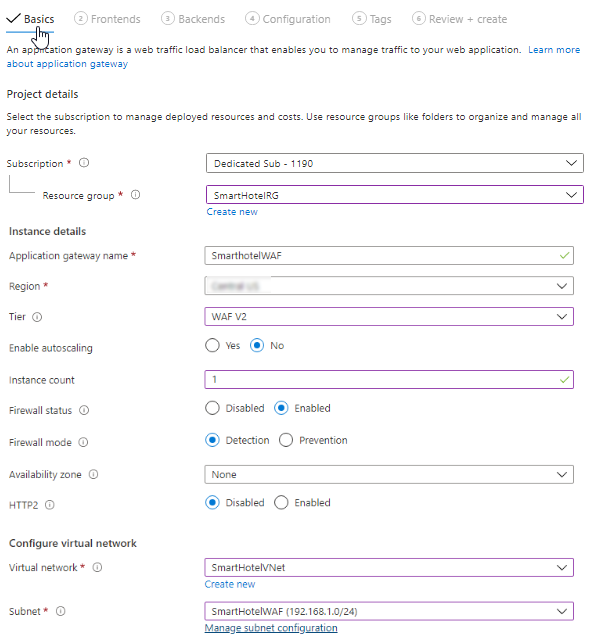 Basics 2 Frontends 3 Backends 4 Configuration 5 Tags 6 Review + create
An application gateway is a web traffic load balancer that enables you to manage traffic to your web application. Learn more
about application gateway
Project details
Select the subscription to manage deployed resources and costs. Use resource groups like folders to organize and manage all
your resources.
Subscription * Dedicated Sub - 1190
Resource group * SmartHotelRG
Create new
Instance details
Application gateway name * SmarthotelWAF
Region * Central US
Tier WAF V2
Enable autoscaling Yes No
Instance count 1
Firewall status Disabled Enabled
Firewall mode Detection Prevention
Availability zone None
HTTP2 Disabled Enabled
Configure virtual network
Virtual network * SmartHotelVNet
Create new
Subnet * SmartHotelWAF (192.168.1.0/24)
Manage subnet configuration